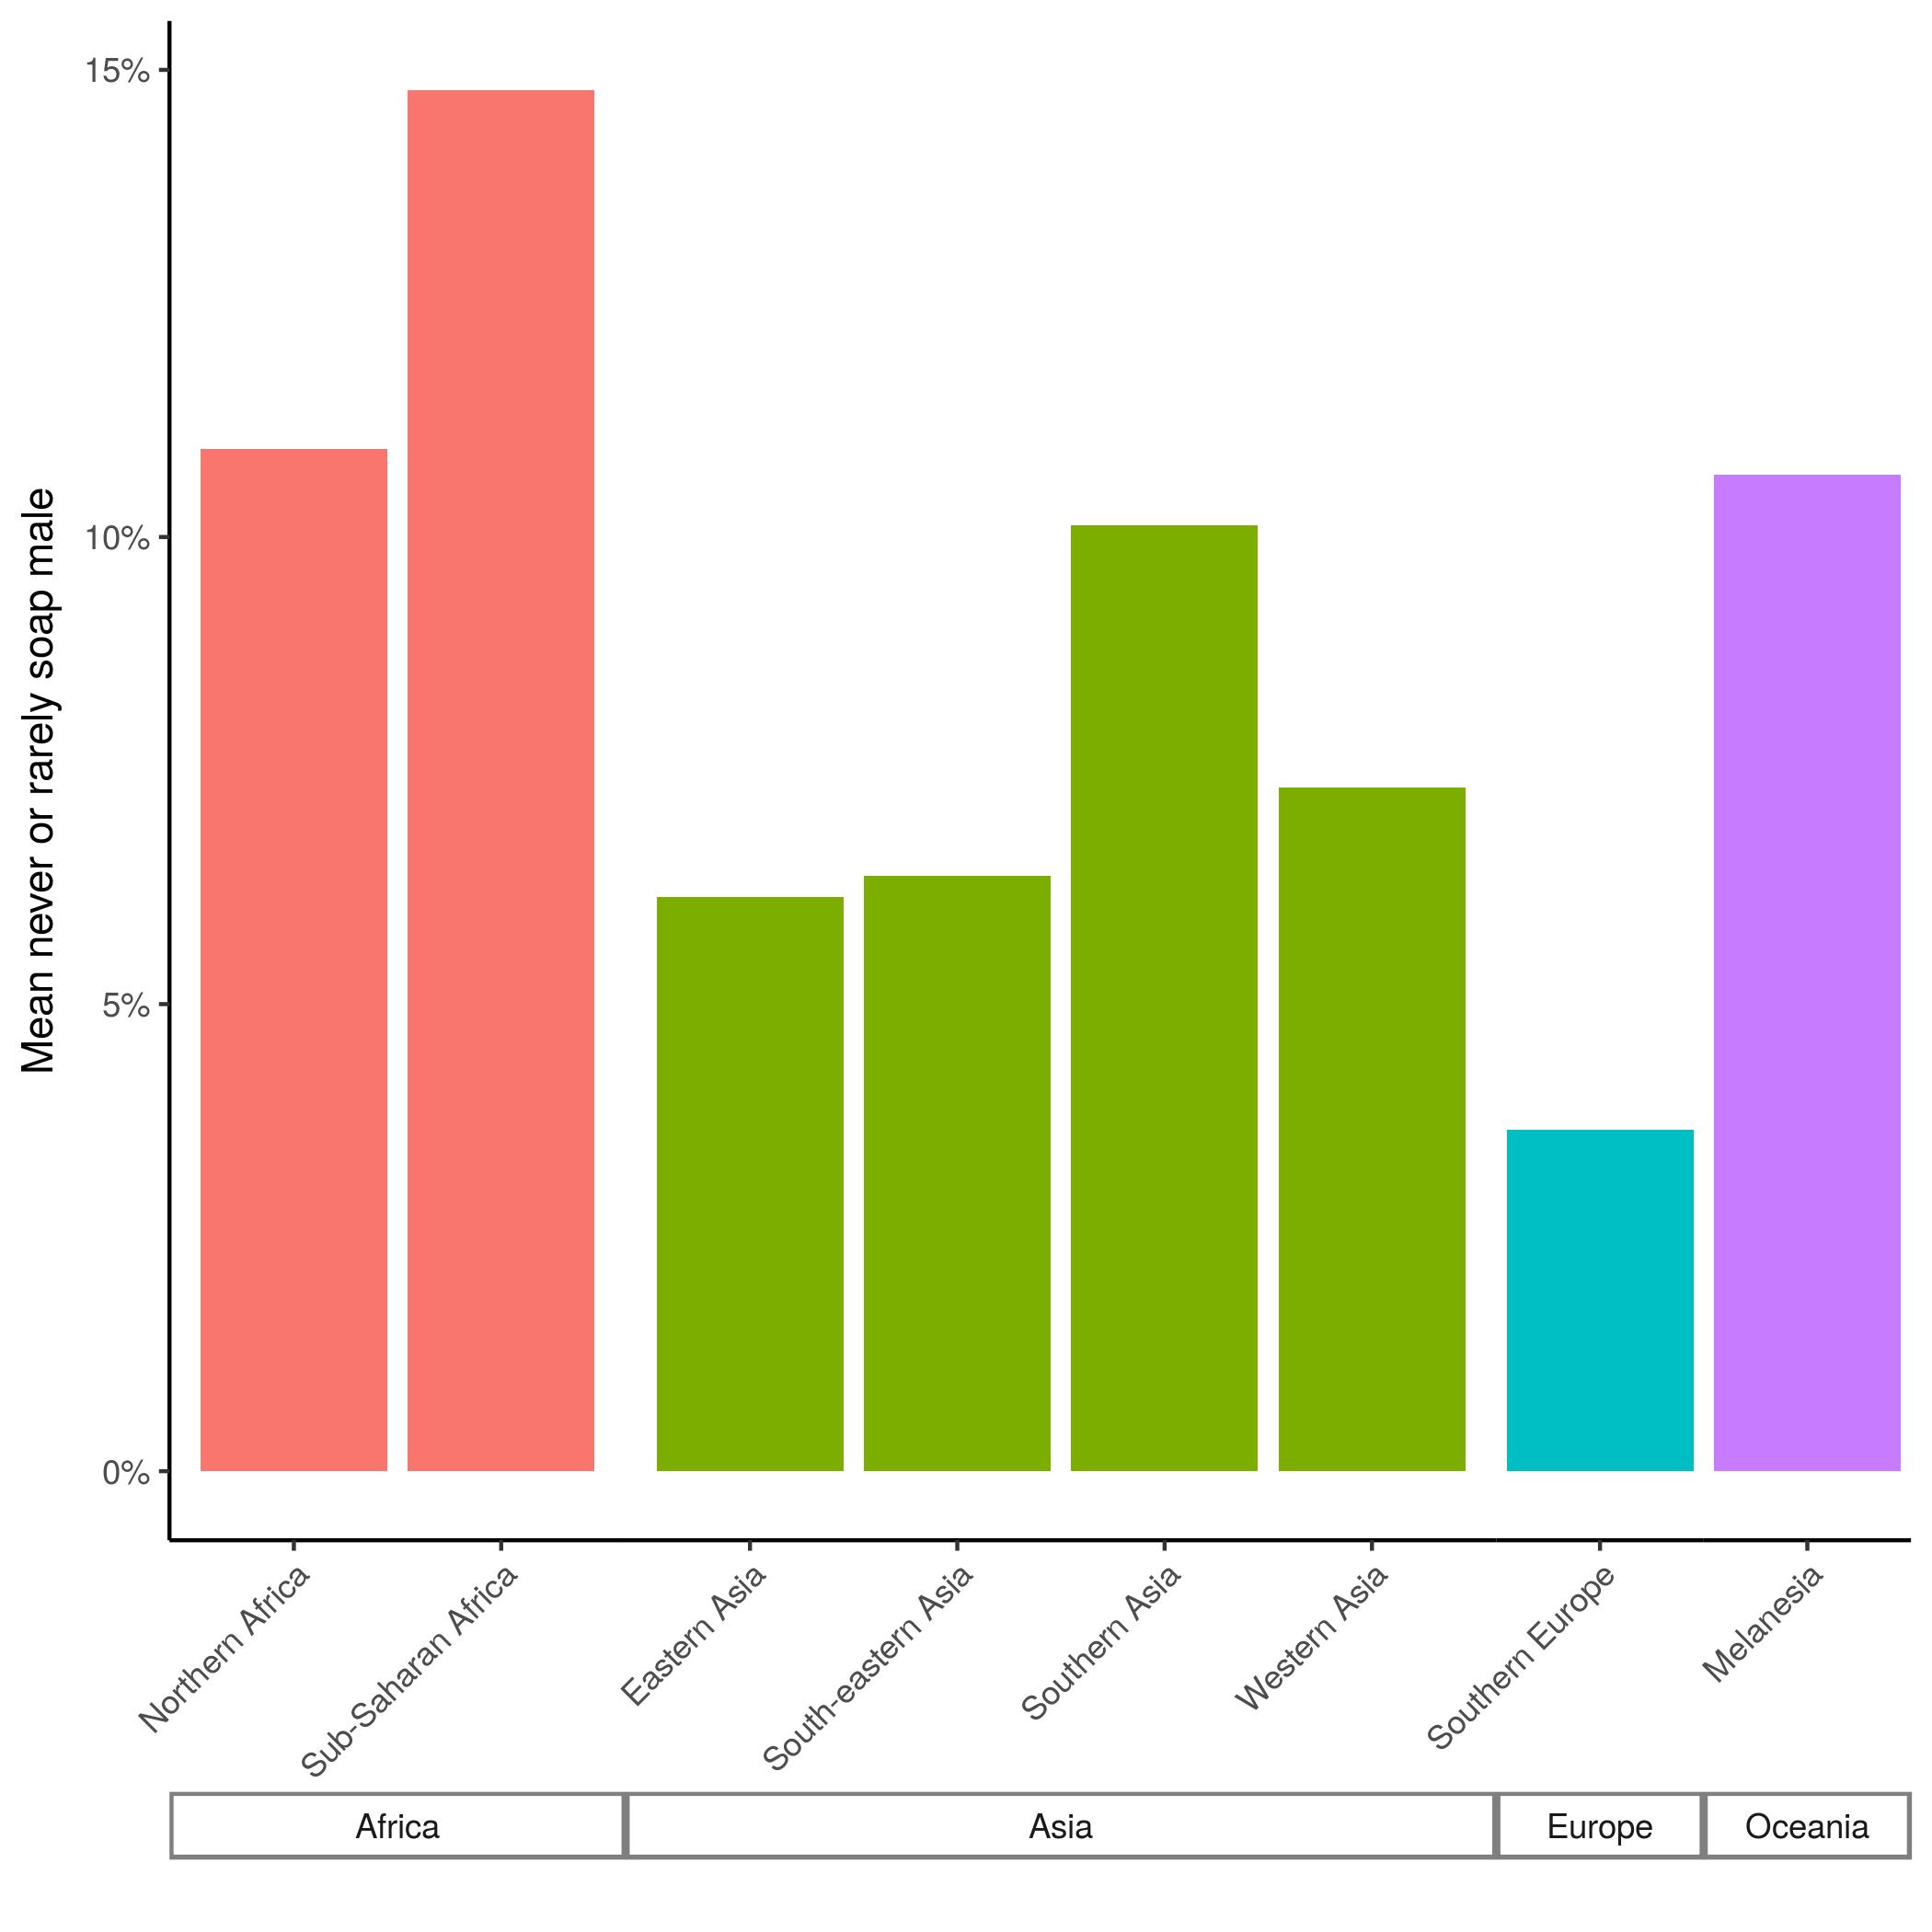 Mean never or rarely soap male
15%
10%
5%
0%
Northern Africa
Sub-Saharan Africa
Eastern Asia
South-eastern Asia
Southern Asia
Western Asia
Southern Europe
Melanesia
Africa
Asia
Europe
Oceania